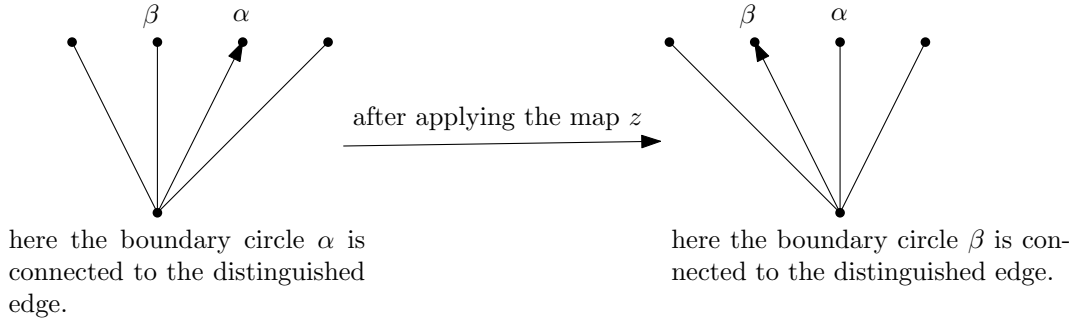 β α
β α
after applying the map z
here the boundary circle α is
connected to the distinguished
edge.
here the boundary circle β is con-
nected to the distinguished edge.